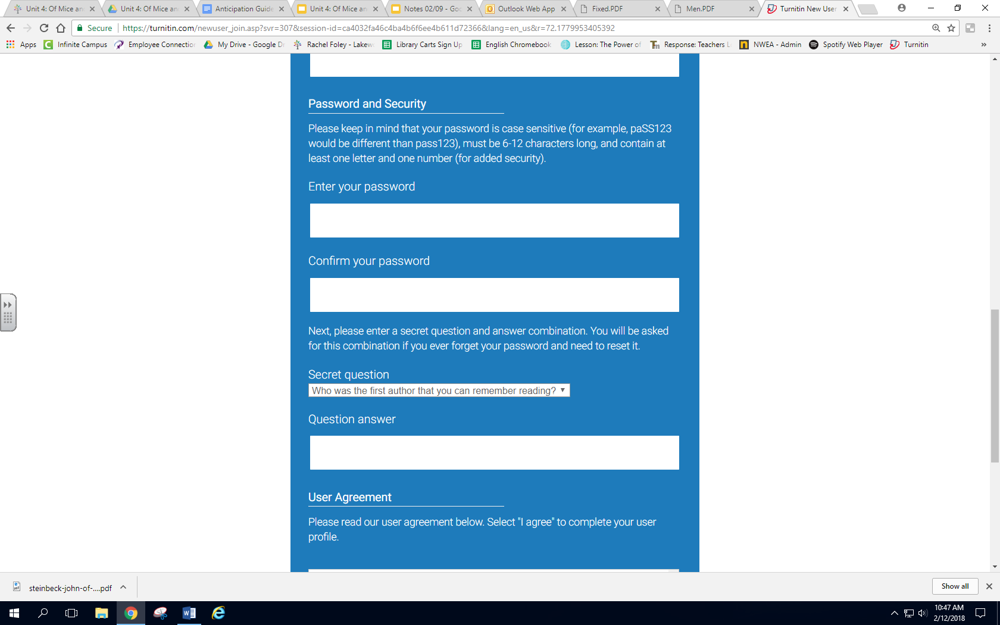 Unit 4: Of Mice an
Unit 4: Of Mice an
Anticipation Guide
Unit 4: Of Mice an
Notes 02/09 - Goo
Outlook Web App
Fixed.PDF
Men.PDF
Turnitin New User
Secure
https://turnitin.com/newuser_join.asp?svr=307&session-id=ca4032fa46c4ba4b6f6ee4b611d72366&lang=en_us&r=72.1779953405392
Apps
Infinite Campus
Employee Connection
My Drive - Google Dr
Rachel Foley - Lakewo
Library Carts Sign Up
English Chromebook
Lesson: The Power of
Tm
Response: Teachers L
NWEA - Admin
Spotify Web Player
Turnitin
»
Password and Security
Please keep in mind that your password is case sensitive (for example, paSS123
would be different than pass123), must be 6-12 characters long, and contain at
least one letter and one number (for added security).
Enter your password
Confirm your password
Next, please enter a secret question and answer combination. You will be asked
for this combination if you ever forget your password and need to reset it.
Secret question
Who was the first author that you can remember reading?
Question answer
User Agreement
Please read our user agreement below. Select "I agree" to complete your user
profile.
steinbeck-john-of-....pdf
Show all
10:47 AM
2/12/2018